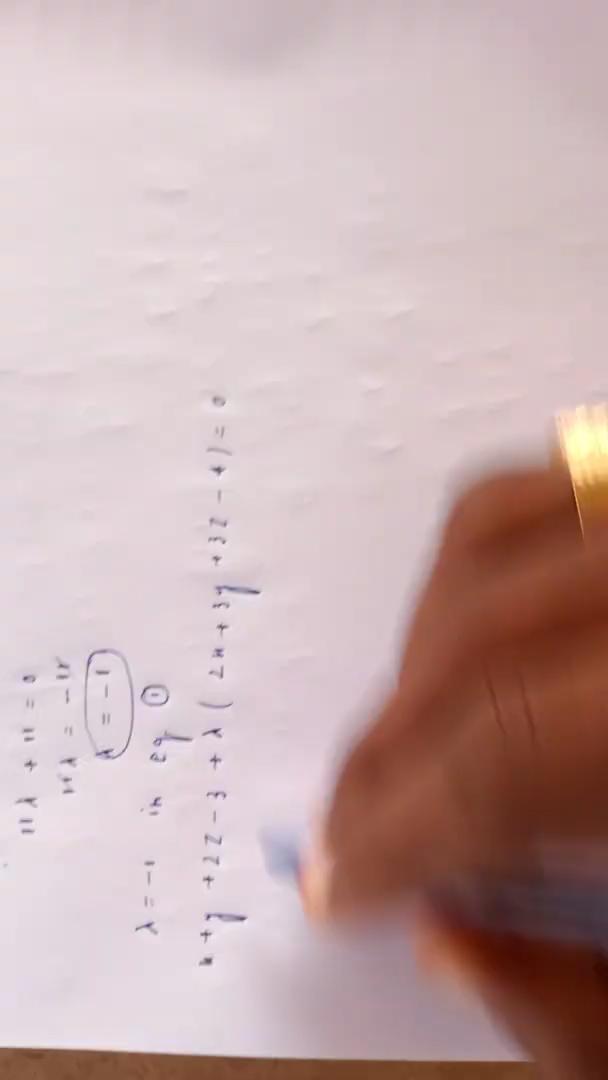 11λ + 11 = 0
11λ = -11
λ = -1
λ = -1 in eq ①
x + y + 2z - 3 + λ ( 2x + 3y + 3z - 4 ) = 0